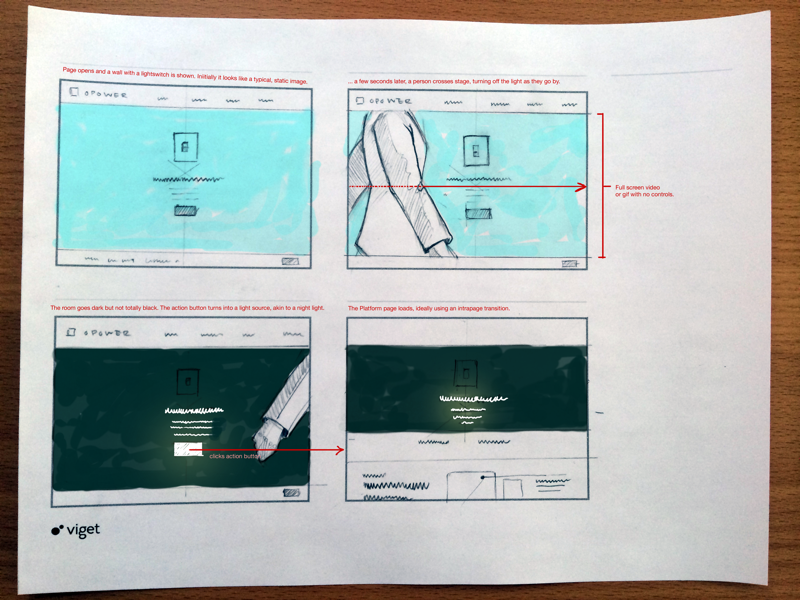 Page opens and a wall with a lightswitch is shown. Initially it looks like a typical, static image.
... a few seconds later, a person crosses stage, turning off the light as they go by.
OPOWER
OPOWER
Full screen video
or gif with no controls.
The room goes dark but not totally black. The action button turns into a light source, akin to a night light.
The Platform page loads, ideally using an intrapage transition.
OPOWER
clicks action butto
viget